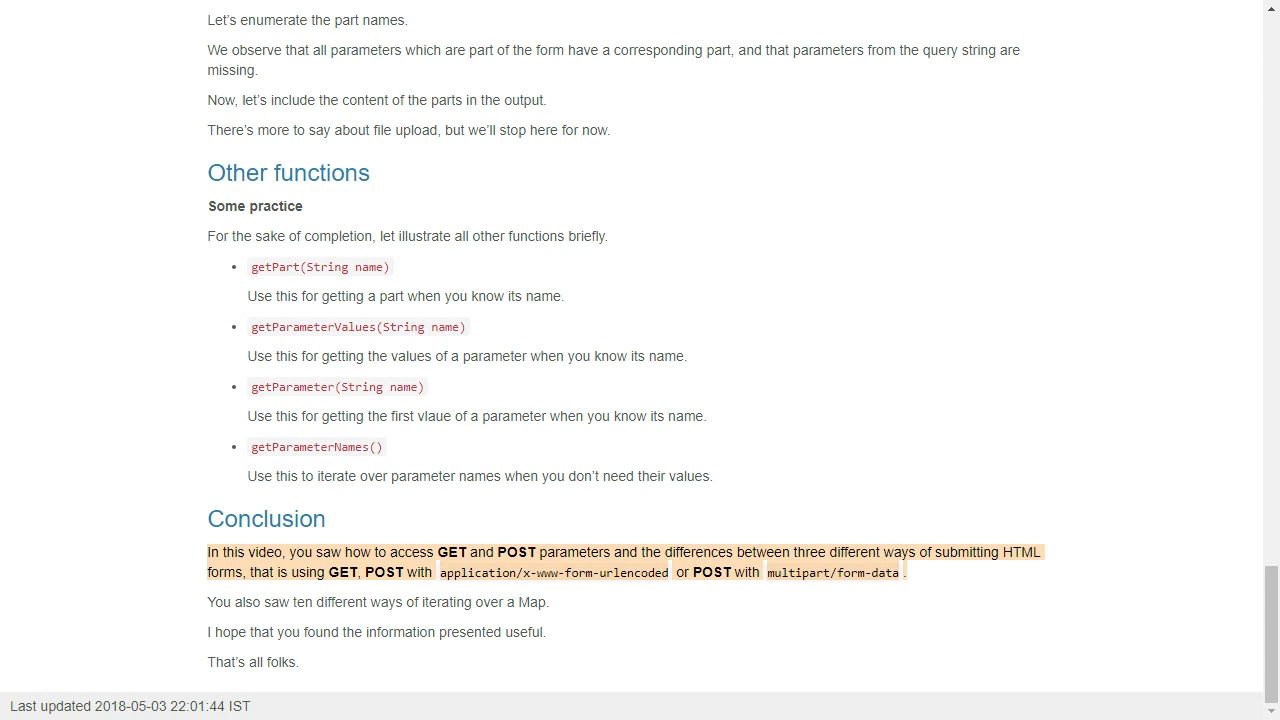 Let’s enumerate the part names.
We observe that all parameters which are part of the form have a corresponding part, and that parameters from the query string are
missing.
Now, let’s include the content of the parts in the output.
There’s more to say about file upload, but we’ll stop here for now.
Other functions
Some practice
For the sake of completion, let illustrate all other functions briefly.
• getPart(String name)
Use this for getting a part when you know its name.
• getParameterValues(String name)
Use this for getting the values of a parameter when you know its name.
• getParameter(String name)
Use this for getting the first vlaue of a parameter when you know its name.
• getParameterNames()
Use this to iterate over parameter names when you don’t need their values.
Conclusion
In this video, you saw how to access GET and POST parameters and the differences between three different ways of submitting HTML
forms, that is using GET, POST with application/x-www-form-urlencoded or POST with multipart/form-data .
You also saw ten different ways of iterating over a Map.
I hope that you found the information presented useful.
That’s all folks.
Last updated 2018-05-03 22:01:44 IST